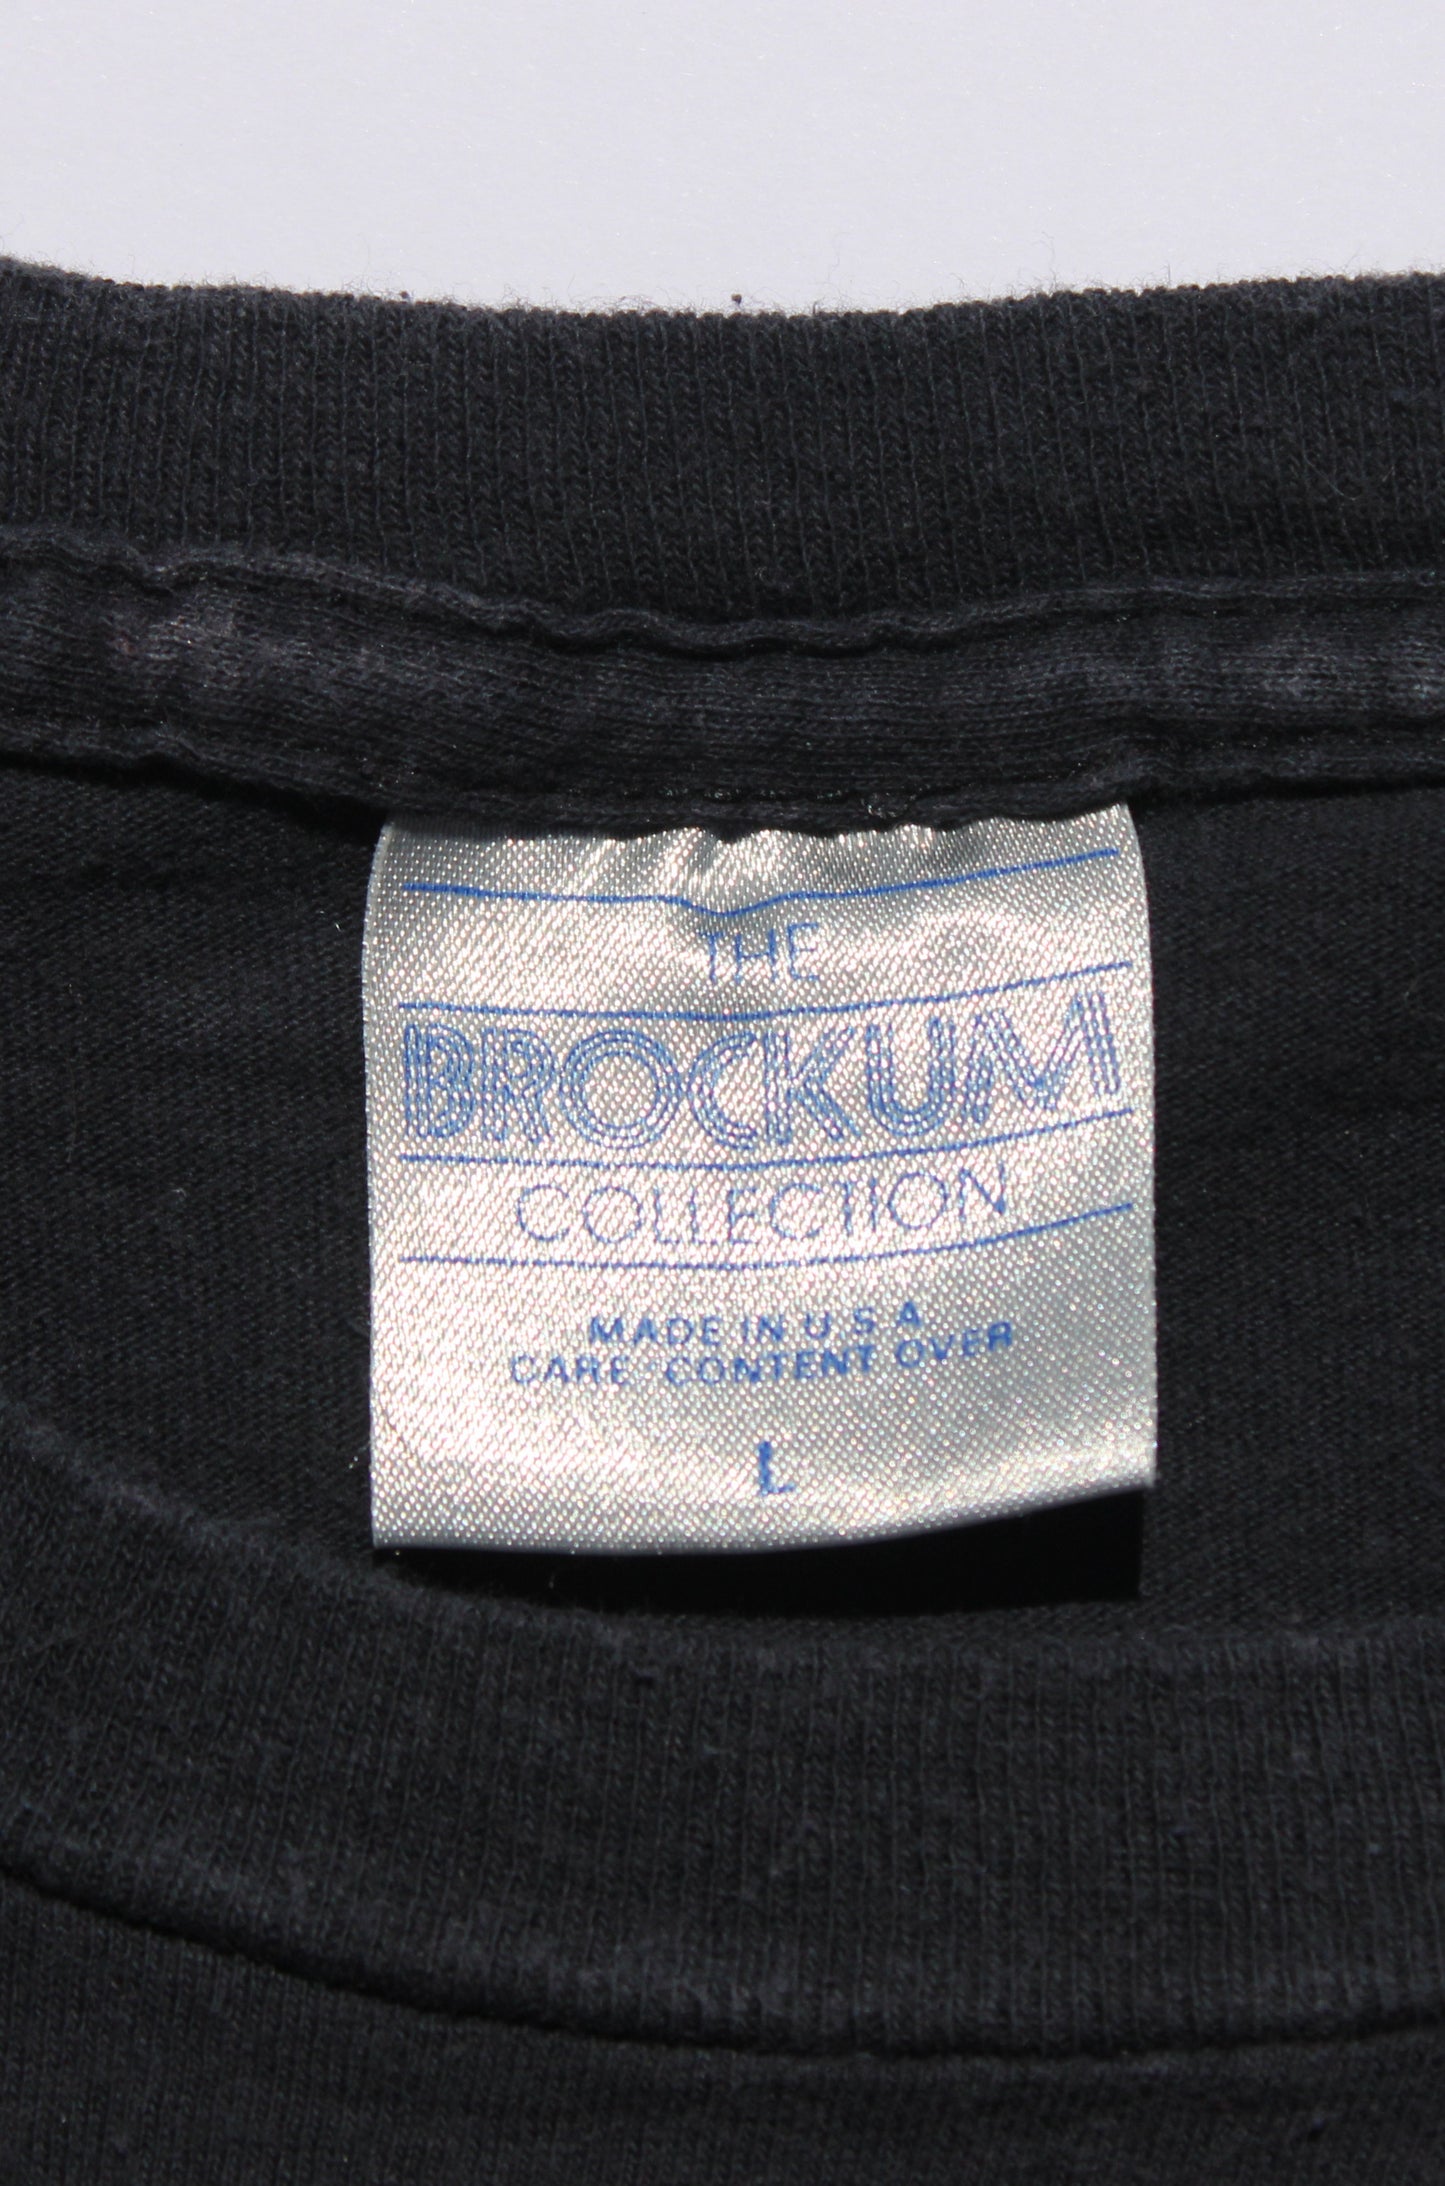 THE
BROCKUM
COLLECTION
MADE IN U.S.A
CARE-CONTENT OVER
L